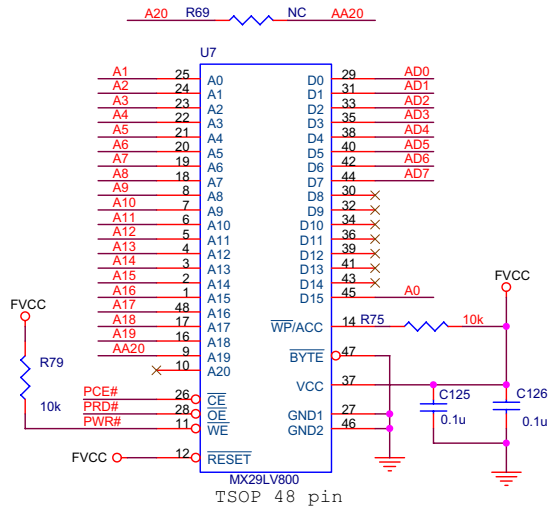 A20 R69 NC AA20
U7
A1 25 A0 D0 29 AD0
A2 24 A1 D1 31 AD1
A3 23 A2 D2 33 AD2
A4 22 A3 D3 35 AD3
A5 21 A4 D4 38 AD4
A6 20 A5 D5 40 AD5
A7 19 A6 D6 42 AD6
A8 18 A7 D7 44 AD7
A9 8 A8 D8 30
A10 7 A9 D9 32
A11 6 A10 D10 34
A12 5 A11 D11 36
A13 4 A12 D12 39
A14 3 A13 D13 41
A15 2 A14 D14 43
A16 1 A15 D15 45 A0
FVCC A17 48 A16 FVCC
A18 17 A17 WP/ACC 14 R75 10k
A19 16 A18
AA20 9 A19 BYTE 47
10 A20
R79 VCC 37
10k PCE# 26 CE C125 C126
PRD# 28 OE GND1 27 0.1u 0.1u
PWR# 11 WE GND2 46
FVCC 12 RESET
MX29LV800
TSOP 48 pin